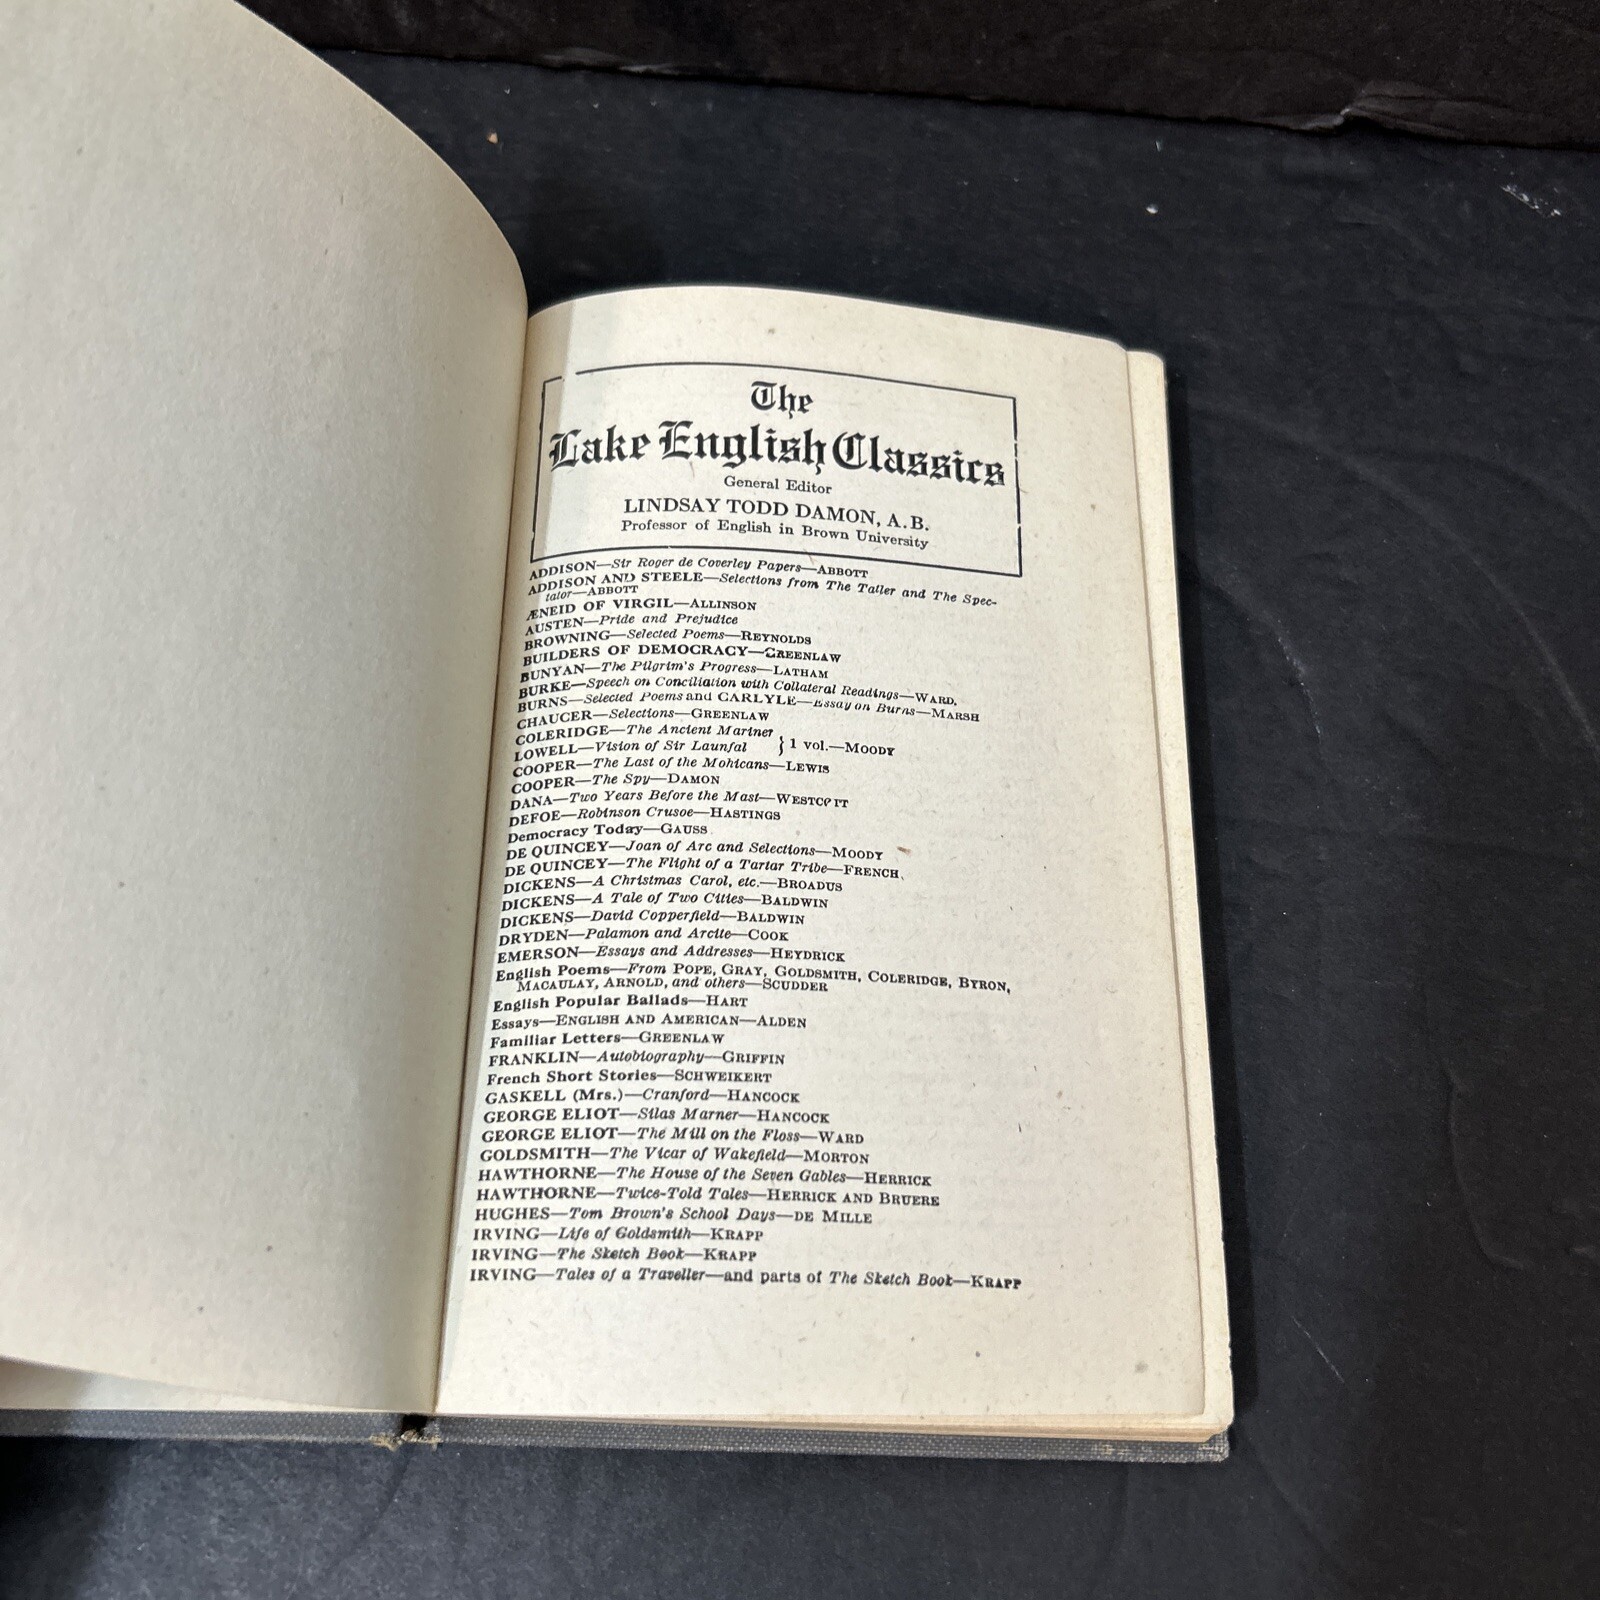 The
Lake English Classics
General Editor
LINDSAY TODD DAMON, A.B.
Professor of English in Brown University
ADDISON—Sir Roger de Coverley Papers—ABBOTT
ADDISON AND STEELE—Selections from The Tatler and The Spec-
tator—ABBOTT
ÆNEID OF VIRGIL—ALLINSON
AUSTEN—Pride and Prejudice
BROWNING—Selected Poems—REYNOLDS
BUILDERS OF DEMOCRACY—GREENLAW
BUNYAN—The Pilgrim's Progress—LATHAM
BURKE—Speech on Conciliation with Collateral Readings—WARD,
BURNS—Selected Poems and CARLYLE—Essay on Burns—MARSH
CHAUCER—Selections—GREENLAW
COLERIDGE—The Ancient Mariner
LOWELL—Vision of Sir Launfal } 1 vol.—MOODY
COOPER—The Last of the Mohicans—LEWIS
COOPER—The Spy—DAMON
DANA—Two Years Before the Mast—WESTCOTT
DEFOE—Robinson Crusoe—HASTINGS
Democracy Today—GAUSS
DE QUINCEY—Joan of Arc and Selections—MOODY
DE QUINCEY—The Flight of a Tartar Tribe—FRENCH
DICKENS—A Christmas Carol, etc.—BROADUS
DICKENS—A Tale of Two Cities—BALDWIN
DICKENS—David Copperfield—BALDWIN
DRYDEN—Palamon and Arcite—COOK
EMERSON—Essays and Addresses—HEYDRICK
English Poems—From POPE, GRAY, GOLDSMITH, COLERIDGE, BYRON,
MACAULAY, ARNOLD, and others—SCUDDER
English Popular Ballads—HART
Essays—ENGLISH AND AMERICAN—ALDEN
Familiar Letters—GREENLAW
FRANKLIN—Autobiography—GRIFFIN
French Short Stories—SCHWEIKERT
GASKELL (Mrs.)—Cranford—HANCOCK
GEORGE ELIOT—Silas Marner—HANCOCK
GEORGE ELIOT—The Mill on the Floss—WARD
GOLDSMITH—The Vicar of Wakefield—MORTON
HAWTHORNE—The House of the Seven Gables—HERRICK
HAWTHORNE—Twice-Told Tales—HERRICK AND BRUERE
HUGHES—Tom Brown's School Days—DE MILLE
IRVING—Life of Goldsmith—KRAPP
IRVING—The Sketch Book—KRAPP
IRVING—Tales of a Traveller—and parts of The Sketch Book—KRAPP